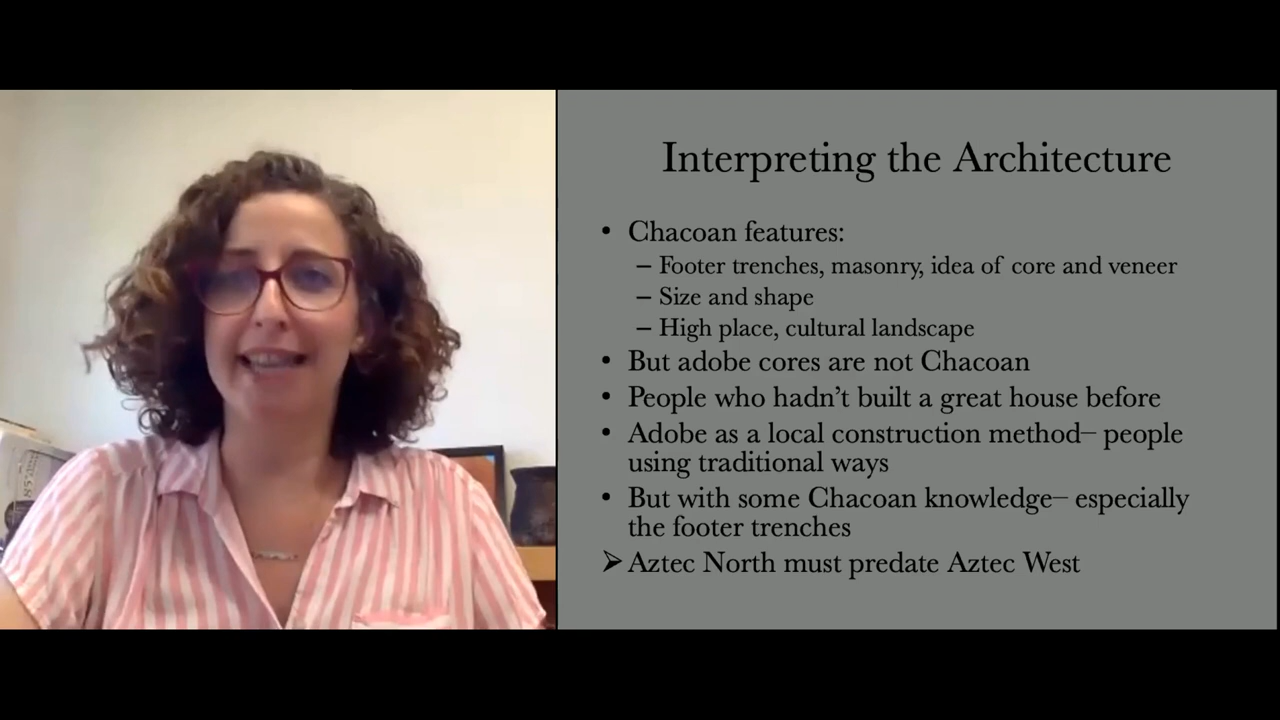 Interpreting the Architecture
• Chacoan features:
– Footer trenches, masonry, idea of core and veneer
– Size and shape
– High place, cultural landscape
• But adobe cores are not Chacoan
• People who hadn’t built a great house before
• Adobe as a local construction method– people
using traditional ways
• But with some Chacoan knowledge– especially
the footer trenches
➢ Aztec North must predate Aztec West